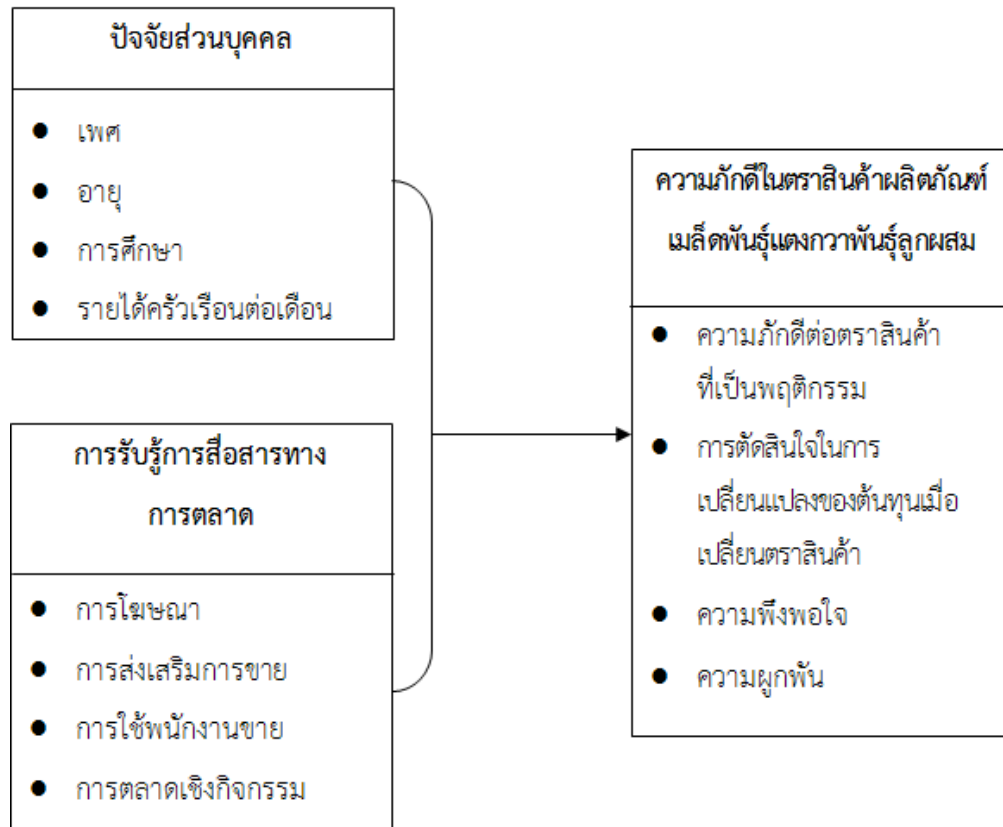 ปัจจัยส่วนบุคคล
● เพศ
● อายุ
● การศึกษา
● รายได้ครัวเรือนต่อเดือน
การรับรู้การสื่อสารทาง
การตลาด
● การโฆษณา
● การส่งเสริมการขาย
● การใช้พนักงานขาย
● การตลาดเชิงกิจกรรม
ความภักดีในตราสินค้าผลิตภัณฑ์
เมล็ดพันธุ์แตงกวาพันธุ์ลูกผสม
● ความภักดีต่อตราสินค้า
ที่เป็นพฤติกรรม
● การตัดสินใจในการ
เปลี่ยนแปลงของต้นทุนเมื่อ
เปลี่ยนตราสินค้า
● ความพึงพอใจ
● ความผูกพัน